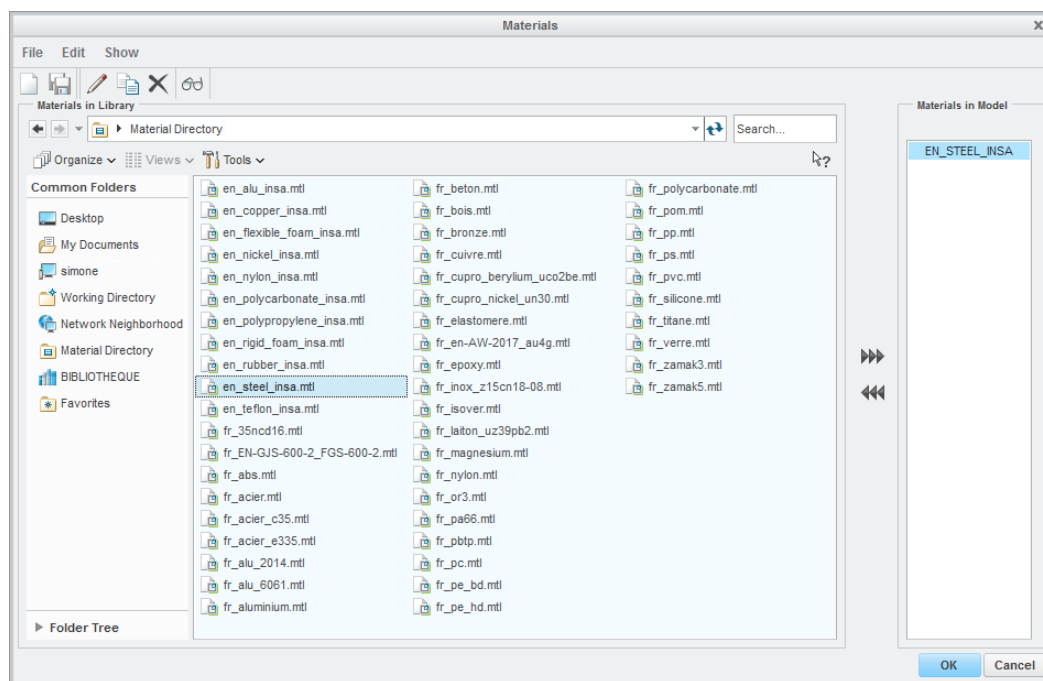 Materials
File Edit Show
Materials in Library
Material Directory
Search...
Organize Views Tools
Common Folders
Desktop
My Documents
simone
Working Directory
Network Neighborhood
Material Directory
BIBLIOTHEQUE
Favorites
Folder Tree
en_alu_insa.mtl
en_copper_insa.mtl
en_flexible_foam_insa.mtl
en_nickel_insa.mtl
en_nylon_insa.mtl
en_polycarbonate_insa.mtl
en_polypropylene_insa.mtl
en_rigid_foam_insa.mtl
en_rubber_insa.mtl
en_steel_insa.mtl
en_teflon_insa.mtl
fr_35ncd16.mtl
fr_EN-GJS-600-2_FGS-600-2.mtl
fr_abs.mtl
fr_acier.mtl
fr_acier_c35.mtl
fr_acier_e335.mtl
fr_alu_2014.mtl
fr_alu_6061.mtl
fr_aluminium.mtl
fr_beton.mtl
fr_bois.mtl
fr_bronze.mtl
fr_cuivre.mtl
fr_cupro_berylium_uco2be.mtl
fr_cupro_nickel_un30.mtl
fr_elastomere.mtl
fr_en-AW-2017_au4g.mtl
fr_epoxy.mtl
fr_inox_z15cn18-08.mtl
fr_isover.mtl
fr_laiton_uz39pb2.mtl
fr_magnesium.mtl
fr_nylon.mtl
fr_or3.mtl
fr_pa66.mtl
fr_pbtp.mtl
fr_pc.mtl
fr_pe_bd.mtl
fr_pe_hd.mtl
fr_polycarbonate.mtl
fr_pom.mtl
fr_pp.mtl
fr_ps.mtl
fr_pvc.mtl
fr_silicone.mtl
fr_titane.mtl
fr_verre.mtl
fr_zamak3.mtl
fr_zamak5.mtl
Materials in Model
EN_STEEL_INSA
OK Cancel